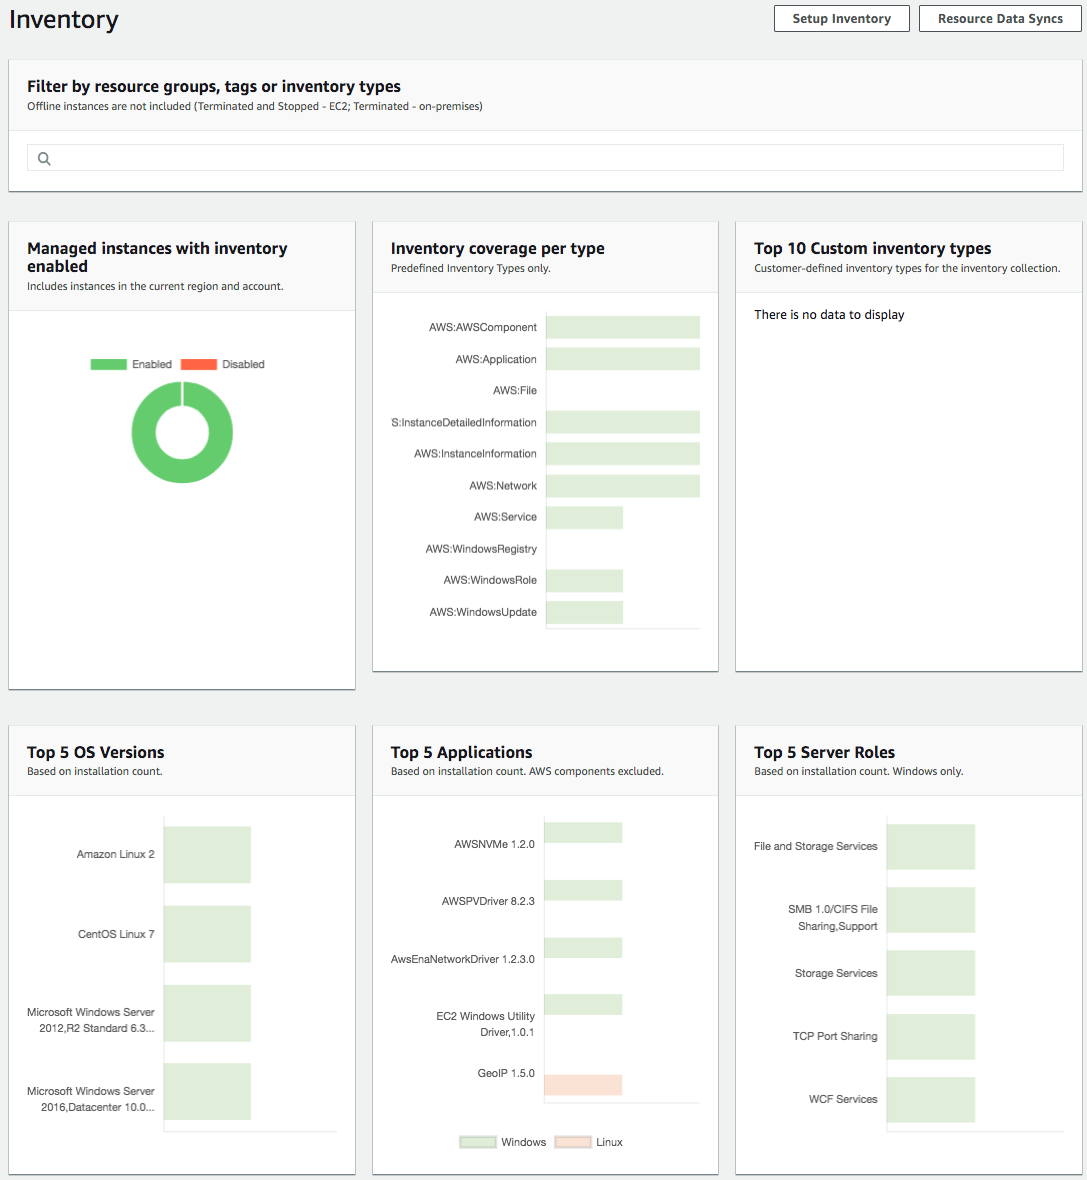 Inventory
Setup Inventory
Resource Data Syncs
Filter by resource groups, tags or inventory types
Offline instances are not included (Terminated and Stopped - EC2; Terminated - on-premises)
Managed instances with inventory
enabled
Includes instances in the current region and account.
Enabled
Disabled
Inventory coverage per type
Predefined Inventory Types only.
AWS:AWSComponent
AWS:Application
AWS:File
'S:InstanceDetailedInformation
AWS:InstanceInformation
AWS:Network
AWS:Service
AWS:WindowsRegistry
AWS:WindowsRole
AWS:WindowsUpdate
Top 10 Custom inventory types
Customer-defined inventory types for the inventory collection.
There is no data to display
Top 5 OS Versions
Based on installation count.
Amazon Linux 2
CentOS Linux 7
Microsoft Windows Server
2012,R2 Standard 6.3...
Microsoft Windows Server
2016,Datacenter 10.0...
Top 5 Applications
Based on installation count. AWS components excluded.
AWSNVMe 1.2.0
AWSPVDriver 8.2.3
AwsEnaNetworkDriver 1.2.3.0
EC2 Windows Utility
Driver,1.0.1
GeoIP 1.5.0
Windows
Linux
Top 5 Server Roles
Based on installation count. Windows only.
File and Storage Services
SMB 1.0/CIFS File
Sharing,Support
Storage Services
TCP Port Sharing
WCF Services